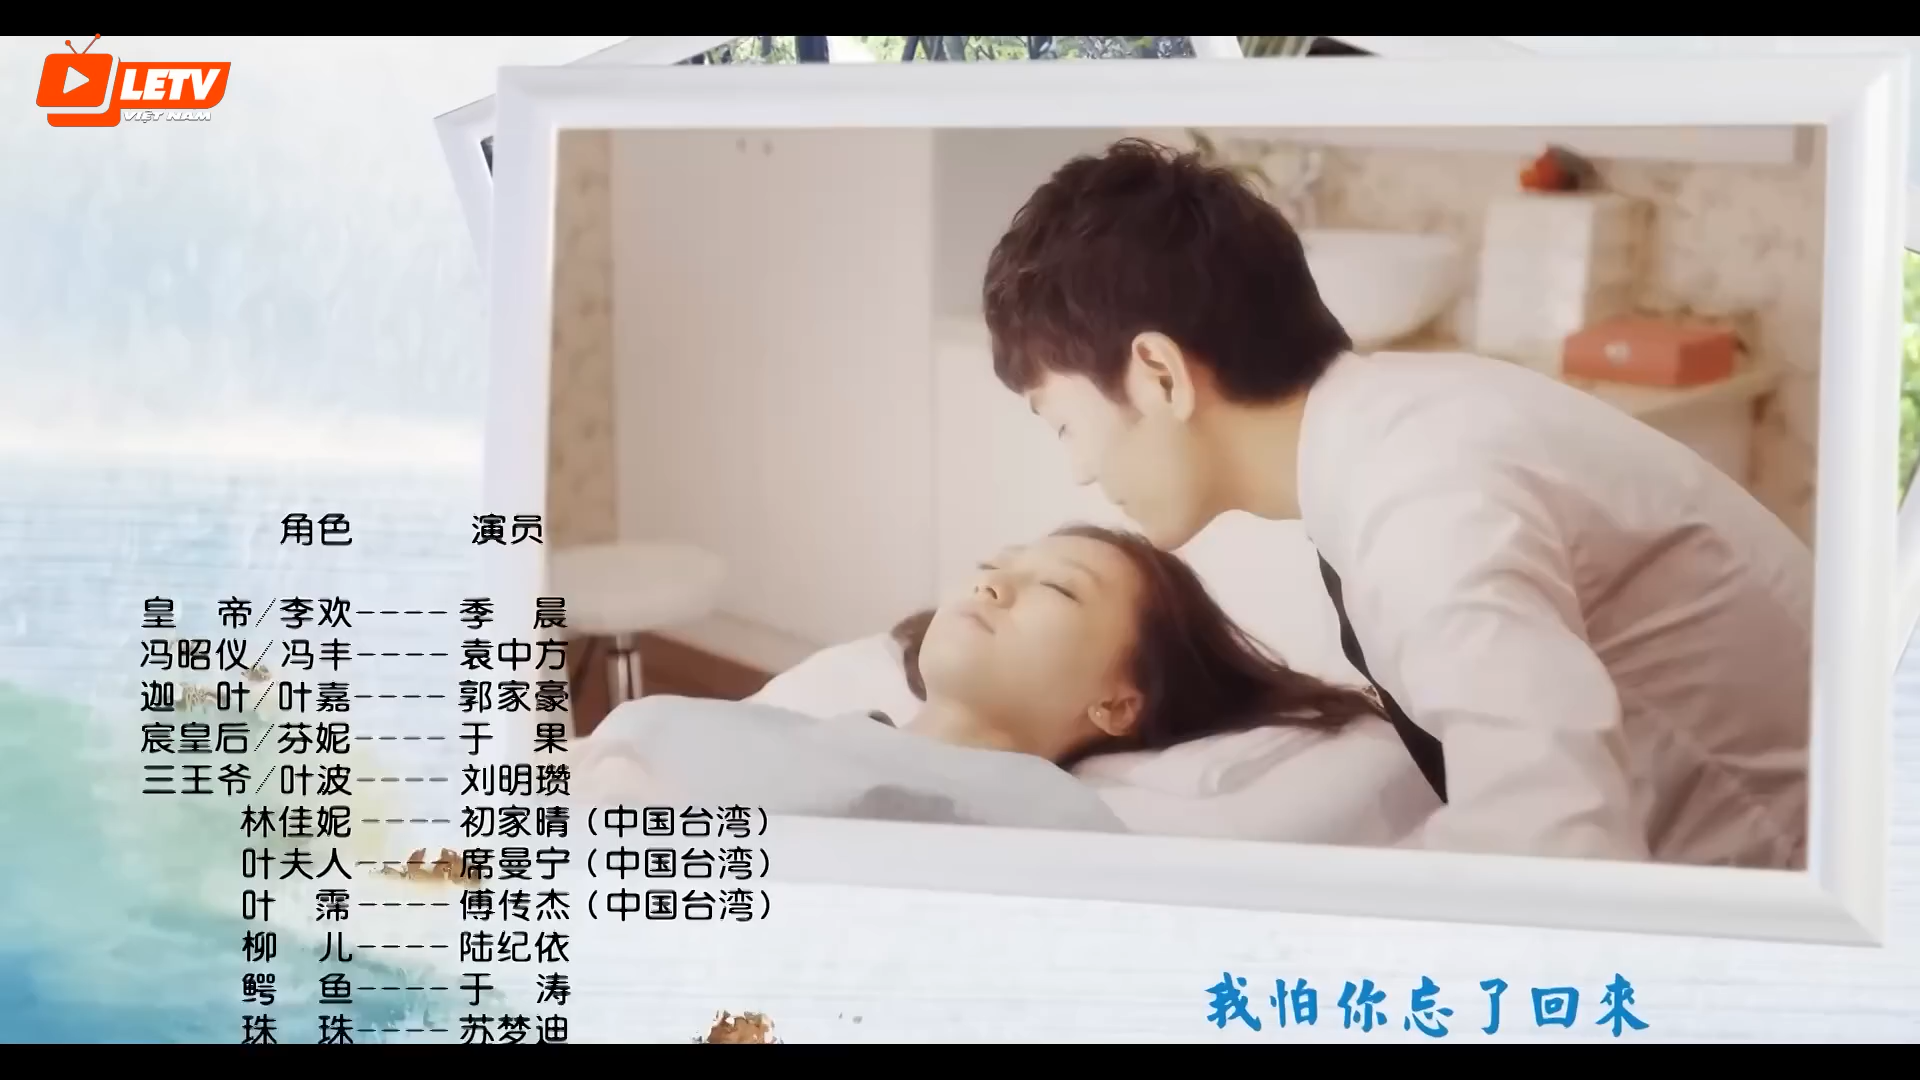 LETV
VIỆT NAM
角色 演员
皇 帝/李欢----季 晨
冯昭仪/冯丰----袁中方
迦 叶/叶嘉----郭家豪
宸皇后/芬妮----于 果
三王爷/叶波----刘明瓒
林佳妮----初家晴(中国台湾)
叶夫人----席曼宁(中国台湾)
叶 霈----傅传杰(中国台湾)
柳 儿----陆纪依
鳄 鱼----于 涛
珠 珠----苏梦迪
我怕你忘了回來